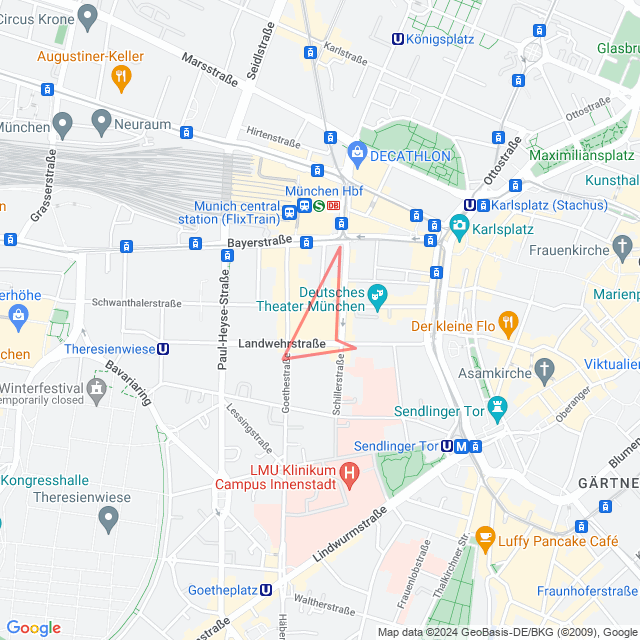 Circus Krone
Königsplatz
Glasbru
Augustiner-Keller
Karlstraße
Seidlstraße
Marsstraße
Ottostraße
München
Neuraum
Hirtenstraße
Ottostraße
DECATHLON
Maximiliansplatz
Grasserstraße
München Hbf
DB
Kunsthal
Munich central
station (FlixTrain)
Karlsplatz (Stachus)
Karlsplatz
Bayerstraße
Frauenkirche
Paul-Heyse-Straße
erhöhe
Schwanthalerstraße
Deutsches
Theater München
Marienp
Der kleine Flo
Landwehrstraße
Theresienwiese
Bavariaring
Goethestraße
Schillerstraße
Viktualien
Asamkirche
Winterfestival
emporarily closed
Sendlinger Tor
Oberanger
Lessingstraße
Sendlinger Tor
Blumen
Kongresshalle
LMU Klinikum
Campus Innenstadt
GÄRTNE
Theresienwiese
Lindwurmstraße
Luffy Pancake Café
Frauenlobstraße
Thalkirchner Str.
Goetheplatz
Fraunhoferstraße
Waltherstraße
Häber
Google
Map data ©2024 GeoBasis-DE/BKG (©2009), Google